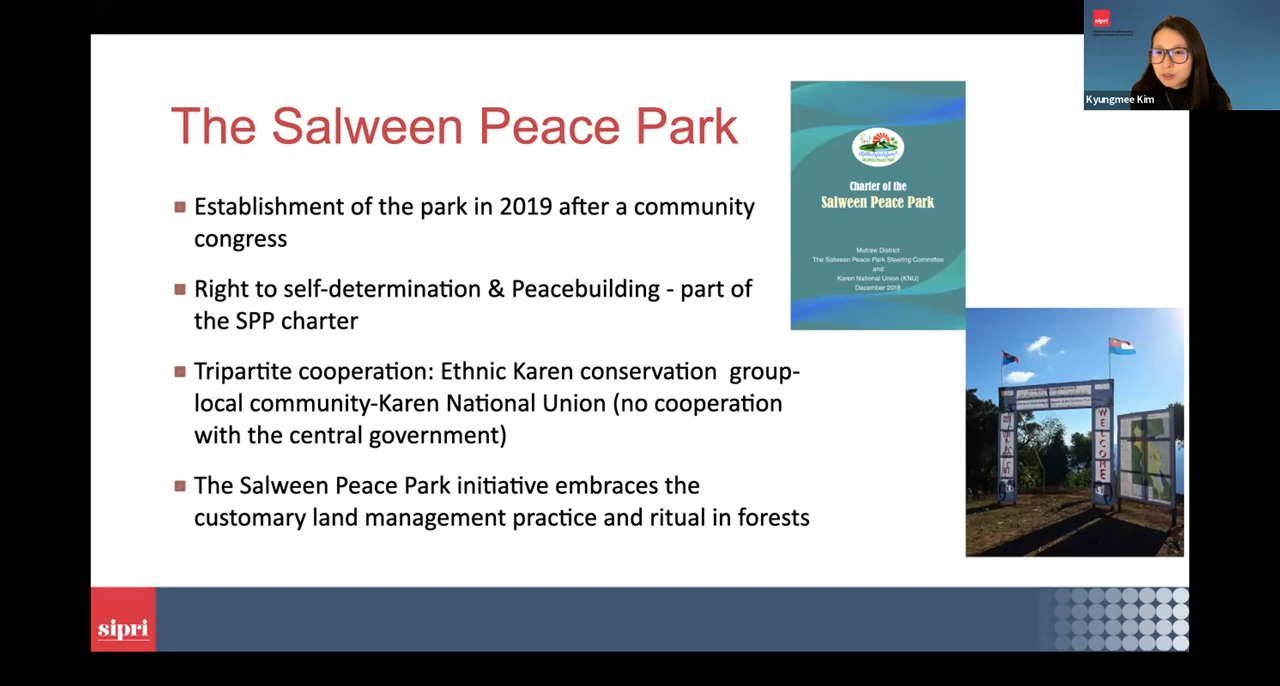 The Salween Peace Park
Establishment of the park in 2019 after a community
congress
Right to self-determination & Peacebuilding - part of
the SPP charter
Tripartite cooperation: Ethnic Karen conservation  group-
local community-Karen National Union (no cooperation
with the central government)
The Salween Peace Park initiative embraces the
customary land management practice and ritual in forests
Charter of the
Salween Peace Park
Mutraw District
The Salween Peace Park Steering Committee
and
Karen National Union (KNU)
December 2018
WELCOME
sipri
Kyungmee Kim
sipri